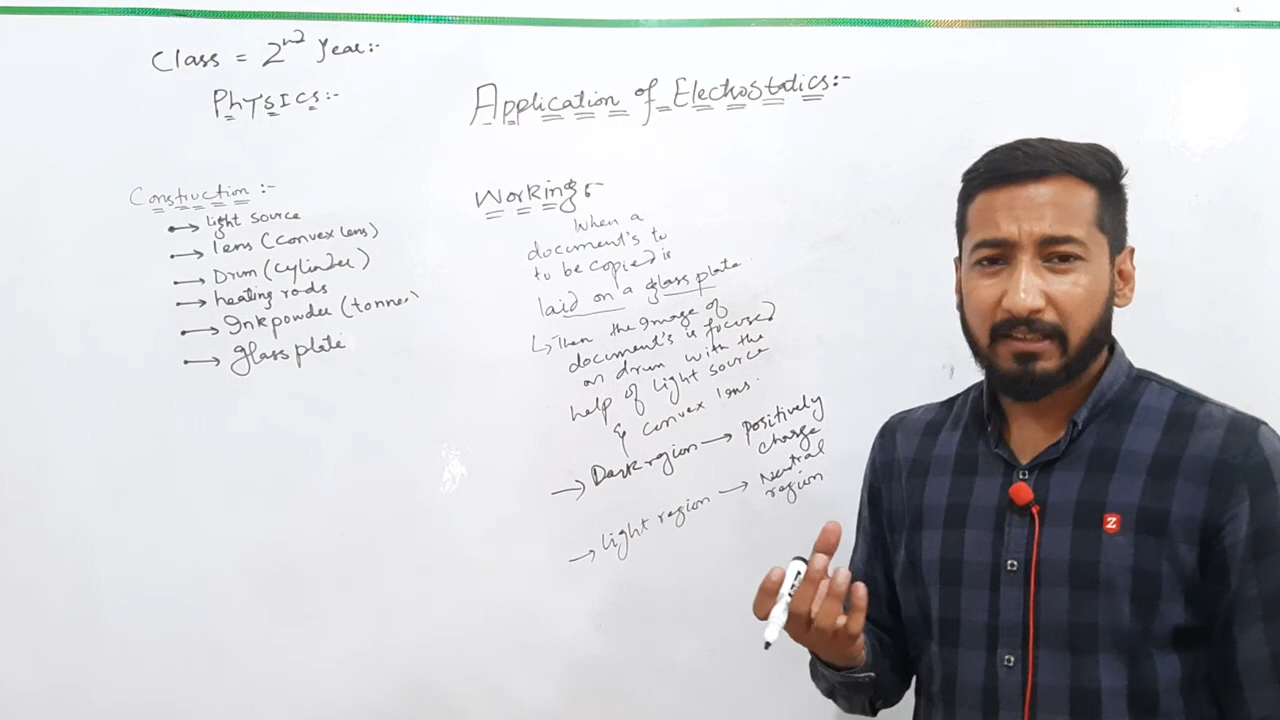 Class = 2nd Year:-
PhYSICS:-
Application of Electrostatics:-
Construction:-
light source
lens (convex lens)
Drum (cylinder)
heating rods
Ink powder (tonner)
glass plate
Working:-
When a
document's to
to be copied is
laid on a glass plate.
Then the Image of
document's is focused
on drum with the
help of light source
& convex lens.
→ Dark region → positively
charge
→ light region → Neutral
region
Z